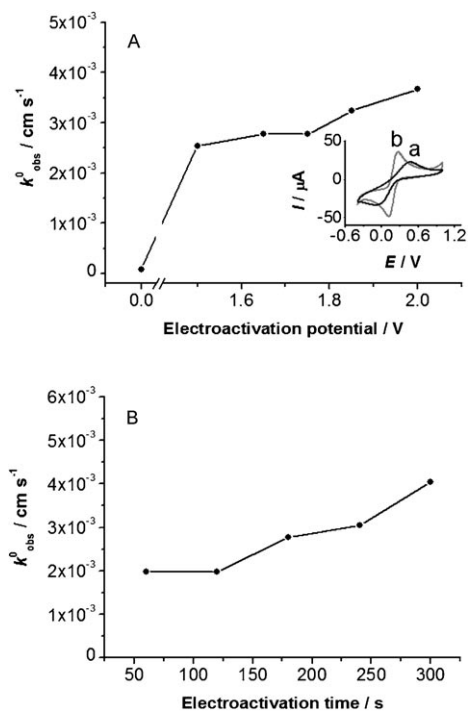 A
k⁰obs / cm s⁻¹
5x10⁻³
4x10⁻³
3x10⁻³
2x10⁻³
1x10⁻³
0
0.0 1.6 1.8 2.0
Electroactivation potential / V
b
a
I / μA
50
0
-50
-0.6 0.0 0.6 1.2
E / V
B
k⁰obs / cm s⁻¹
6x10⁻³
5x10⁻³
4x10⁻³
3x10⁻³
2x10⁻³
1x10⁻³
0
50 100 150 200 250 300
Electroactivation time / s